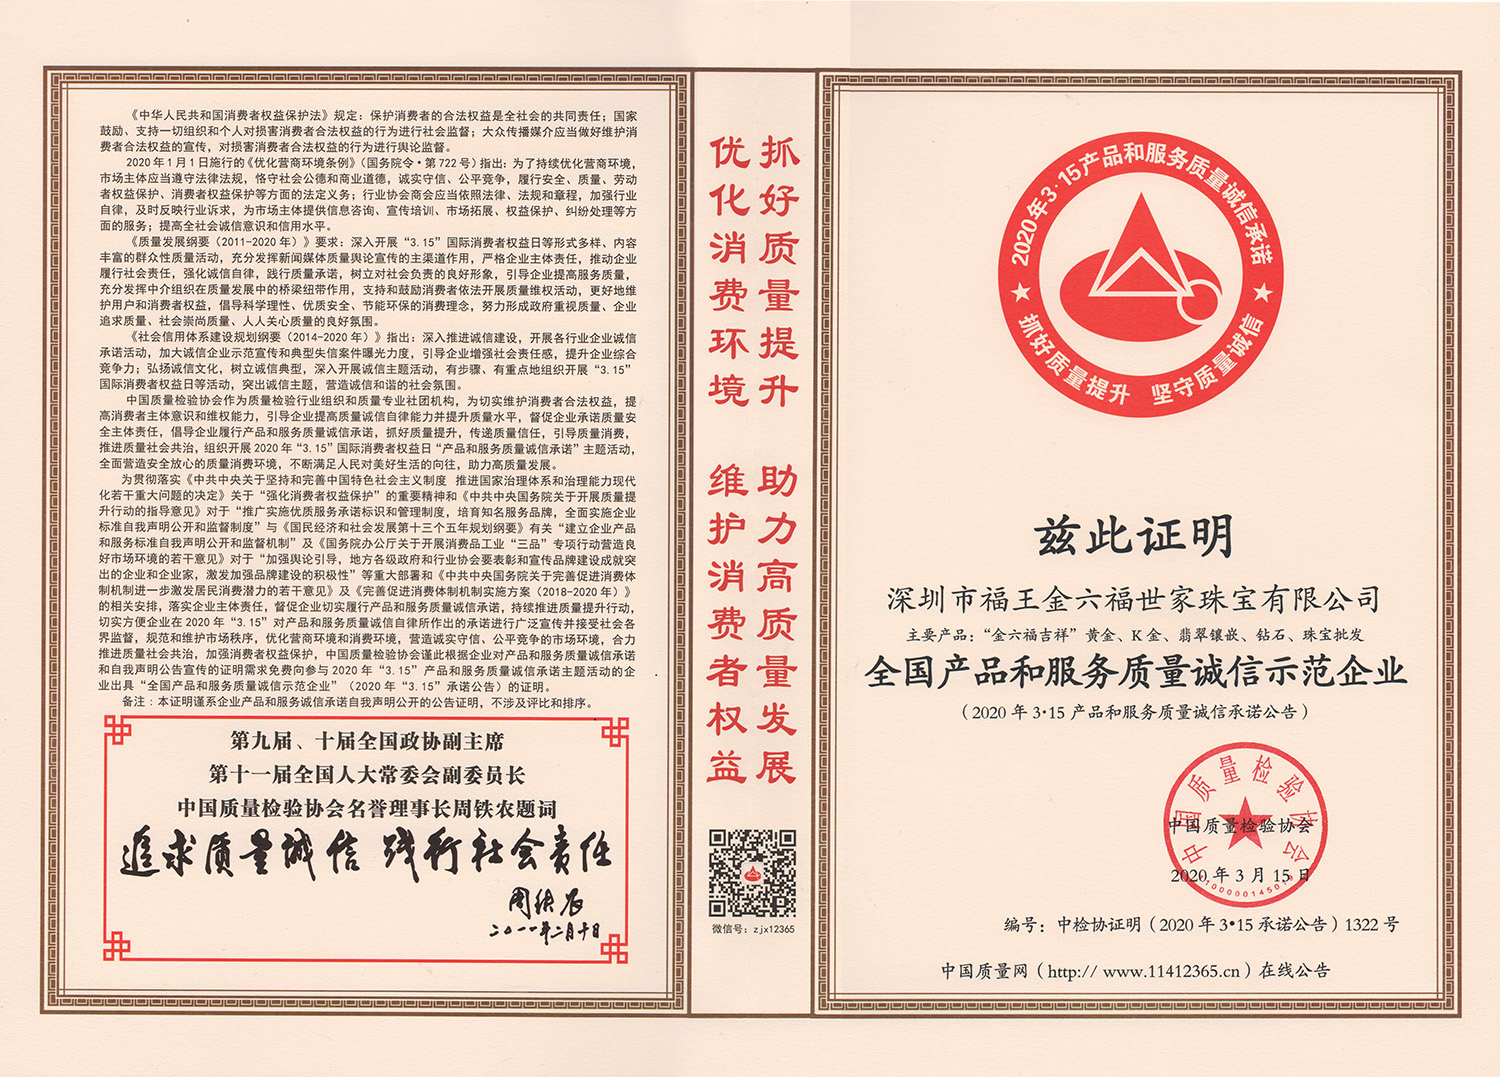 《中华人民共和国消费者权益保护法》规定：保护消费者的合法权益是全社会的共同责任；国家
鼓励、支持一切组织和个人对损害消费者合法权益的行为进行社会监督；大众传播媒介应当做好维护消
费者合法权益的宣传，对损害消费者合法权益的行为进行舆论监督。
2020年1月1日施行的《优化营商环境条例》（国务院令·第722号）指出：为了持续优化营商环境，
市场主体应当遵守法律法规，恪守社会公德和商业道德，诚实守信、公平竞争，履行安全、质量、劳动
者权益保护、消费者权益保护等方面的法定义务；行业协会商会应当依照法律、法规和章程，加强行业
自律，及时反映行业诉求，为市场主体提供信息咨询、宣传培训、市场拓展、权益保护、纠纷处理等方
面的服务；提高全社会诚信意识和信用水平。
《质量发展纲要（2011-2020年）》要求：深入开展“3.15”国际消费者权益日等形式多样、内容
丰富的群众性质量活动，充分发挥新闻媒体质量舆论宣传的主渠道作用，严格企业主体责任，推动企业
履行社会责任，强化诚信自律，践行质量承诺，树立对社会负责的良好形象，引导企业提高服务质量，
充分发挥中介组织在质量发展中的桥梁纽带作用，支持和鼓励消费者依法开展质量维权活动，更好地维
护用户和消费者权益，倡导科学理性、优质安全、节能环保的消费理念，努力形成政府重视质量、企业
追求质量、社会崇尚质量、人人关心质量的良好氛围。
《社会信用体系建设规划纲要（2014-2020年）》指出：深入推进诚信建设，开展各行业企业诚信
承诺活动，加大诚信企业示范宣传和典型失信案件曝光力度，引导企业增强社会责任感，提升企业综合
竞争力；弘扬诚信文化，树立诚信典型，深入开展诚信主题活动，有步骤、有重点地组织开展“3.15”
国际消费者权益日等活动，突出诚信主题，营造诚信和谐的社会氛围。
中国质量检验协会作为质量检验行业组织和质量专业社团机构，为切实维护消费者合法权益，提
高消费者主体意识和维权能力，引导企业提高质量诚信自律能力并提升质量水平，督促企业承诺质量安
全主体责任，倡导企业履行产品和服务质量诚信承诺，抓好质量提升，传递质量信任，引导质量消费，
推进质量社会共治，组织开展2020年“3.15”国际消费者权益日“产品和服务质量诚信承诺”主题活动，
全面营造安全放心的质量消费环境，不断满足人民对美好生活的向往，助力高质量发展。
为贯彻落实《中共中央关于坚持和完善中国特色社会主义制度 推进国家治理体系和治理能力现代
化若干重大问题的决定》关于“强化消费者权益保护”的重要精神和《中共中央国务院关于开展质量提
升行动的指导意见》对于“推广实施优质服务承诺标识和管理制度，培育知名服务品牌，全面实施企业
标准自我声明公开和监督制度”与《国民经济和社会发展第十三个五年规划纲要》有关“建立企业产品
和服务标准自我声明公开和监督机制”及《国务院办公厅关于开展消费品工业“三品”专项行动营造良
好市场环境的若干意见》对于“加强舆论引导，地方各级政府和行业协会要表彰和宣传品牌建设成就突
出的企业和企业家，激发加强品牌建设的积极性”等重大部署和《中共中央国务院关于完善促进消费体
制机制进一步激发居民消费潜力的若干意见》及《完善促进消费体制机制实施方案（2018-2020年）》
的相关安排，落实企业主体责任，督促企业切实履行产品和服务质量诚信承诺，持续推进质量提升行动，
切实方便企业在2020年“3.15”对产品和服务质量诚信自律所作出的承诺进行广泛宣传并接受社会各
界监督，规范和维护市场秩序，优化营商环境和消费环境，营造诚实守信、公平竞争的市场环境，合力
推进质量社会共治，加强消费者权益保护，中国质量检验协会谨此根据企业对产品和服务质量诚信承诺
和自我声明公告宣传的证明需求免费向参与2020年“3.15”产品和服务质量诚信承诺主题活动的企
业出具“全国产品和服务质量诚信示范企业”（2020年“3.15”承诺公告）的证明。
备注：本证明谨系企业产品和服务诚信承诺自我声明公开的公告证明，不涉及评比和排序。
第九届、十届全国政协副主席
第十一届全国人大常委会副委员长
中国质量检验协会名誉理事长周铁农题词
追求质量诚信 践行社会责任
周铁农
二〇一一年二月十日
抓好质量提升 助力高质量发展
优化消费环境 维护消费者权益
微信号：zjx12365
2020年3·15产品和服务质量诚信承诺
抓好质量提升 坚守质量诚信
兹此证明
深圳市福王金六福世家珠宝有限公司
主要产品：“金六福吉祥”黄金、K金、翡翠镶嵌、钻石、珠宝批发
全国产品和服务质量诚信示范企业
（2020年3·15产品和服务质量诚信承诺公告）
中国质量检验协会
中国质量检验协会
2020年3月15日
编号：中检协证明（2020年3·15承诺公告）1322号
中国质量网（http:// www.11412365.cn）在线公告